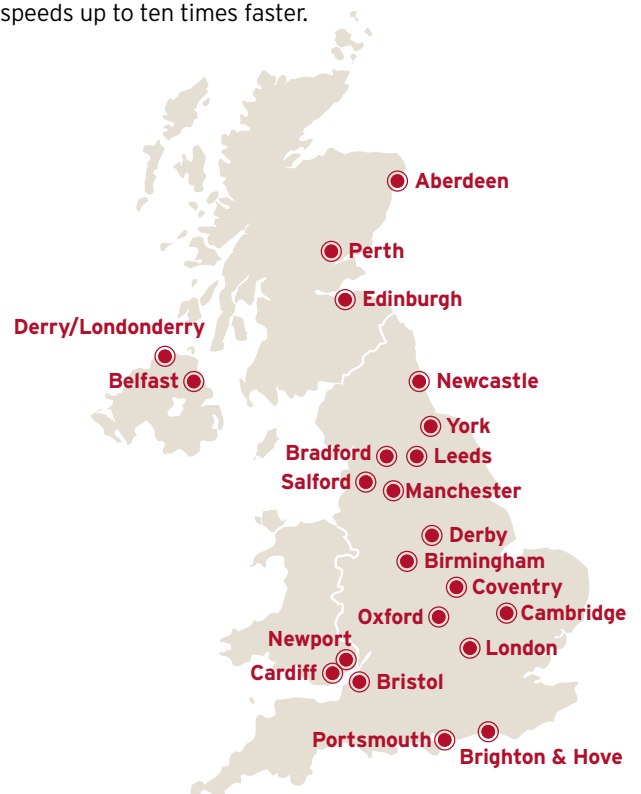 speeds up to ten times faster.
Aberdeen
Perth
Edinburgh
Derry/Londonderry
Belfast
Newcastle
York
Bradford
Leeds
Salford
Manchester
Derby
Birmingham
Coventry
Cambridge
Oxford
Newport
London
Cardiff
Bristol
Portsmouth
Brighton & Hove